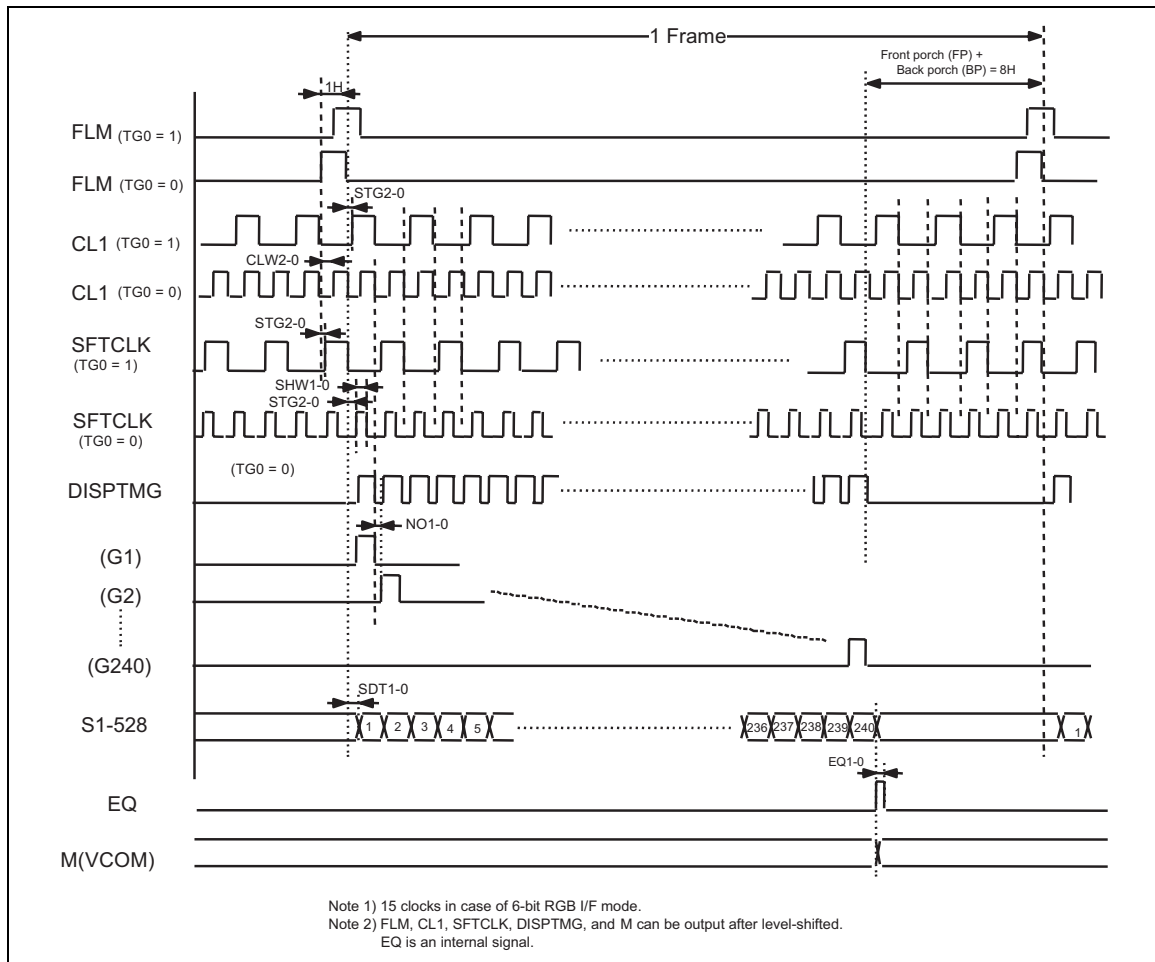 1 Frame
Front porch (FP) +
Back porch (BP) = 8H
1H
FLM (TG0 = 1)
FLM (TG0 = 0)
STG2-0
CL1 (TG0 = 1)
CLW2-0
CL1 (TG0 = 0)
STG2-0
SFTCLK
(TG0 = 1)
SHW1-0
STG2-0
SFTCLK
(TG0 = 0)
(TG0 = 0)
DISPTMG
NO1-0
(G1)
(G2)
(G240)
SDT1-0
S1-528
1 2 3 4 5 236 237 238 239 240 1
EQ1-0
EQ
M(VCOM)
Note 1) 15 clocks in case of 6-bit RGB I/F mode.
Note 2) FLM, CL1, SFTCLK, DISPTMG, and M can be output after level-shifted.
EQ is an internal signal.